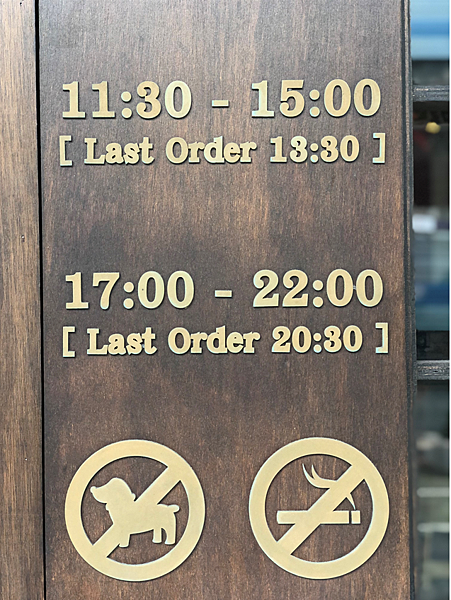 11:30 - 15:00
[ Last Order 13:30 ]
17:00 - 22:00
[ Last Order 20:30 ]